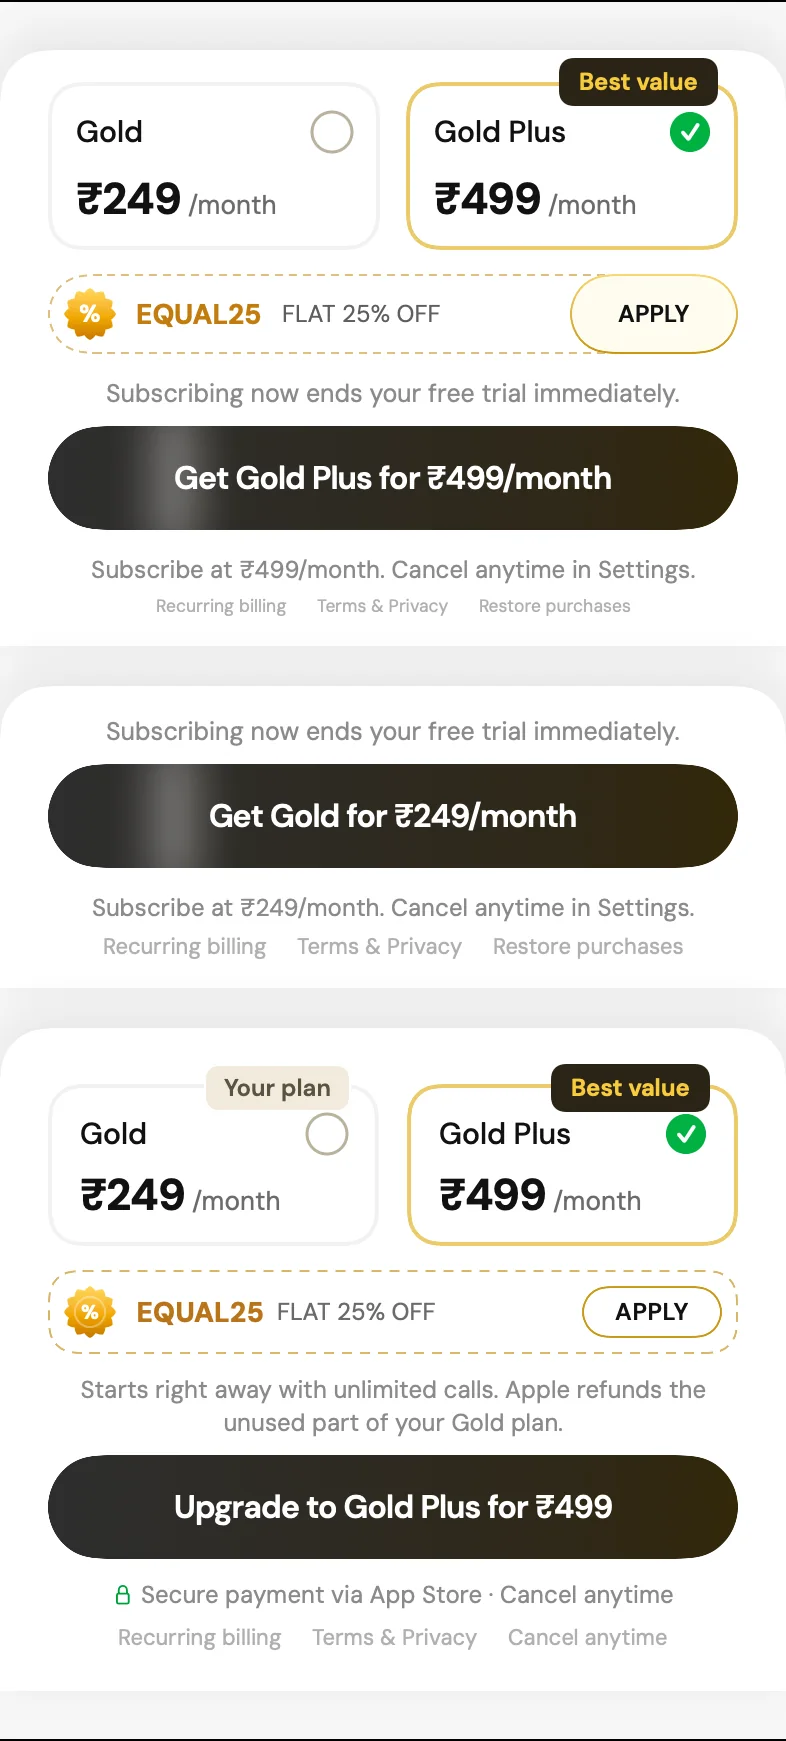 Best value
Gold
Gold Plus
₹249 /month
₹499 /month
% EQUAL25 FLAT 25% OFF APPLY
Subscribing now ends your free trial immediately.
Get Gold Plus for ₹499/month
Subscribe at ₹499/month. Cancel anytime in Settings.
Recurring billing Terms & Privacy Restore purchases
Subscribing now ends your free trial immediately.
Get Gold for ₹249/month
Subscribe at ₹249/month. Cancel anytime in Settings.
Recurring billing Terms & Privacy Restore purchases
Your plan
Best value
Gold
Gold Plus
₹249 /month
₹499 /month
% EQUAL25 FLAT 25% OFF APPLY
Starts right away with unlimited calls. Apple refunds the
unused part of your Gold plan.
Upgrade to Gold Plus for ₹499
Secure payment via App Store · Cancel anytime
Recurring billing Terms & Privacy Cancel anytime